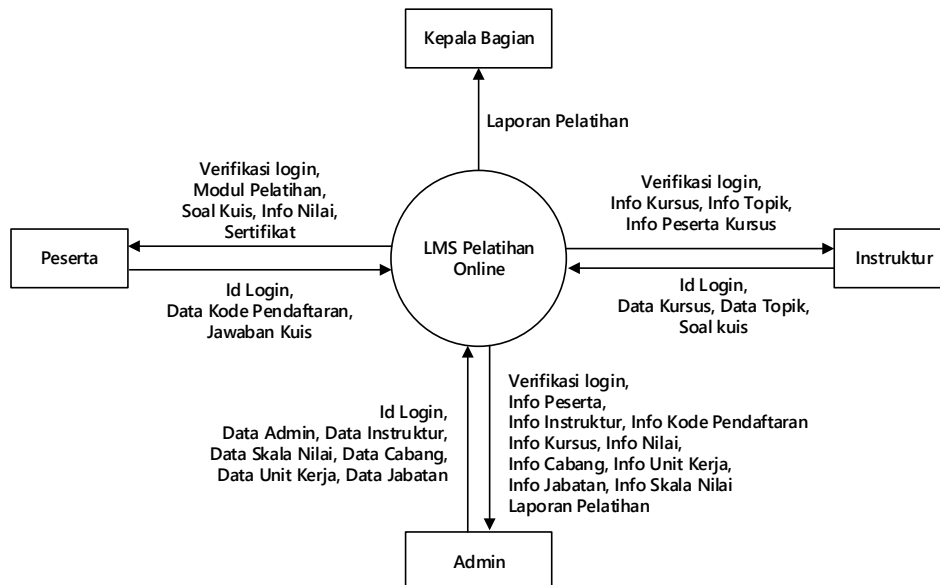 Kepala Bagian
Laporan Pelatihan
Verifikasi login,
Modul Pelatihan,
Soal Kuis, Info Nilai,
Sertifikat
Verifikasi login,
Info Kursus, Info Topik,
Info Peserta Kursus
Peserta
LMS Pelatihan
Online
Instruktur
Id Login,
Data Kode Pendaftaran,
Jawaban Kuis
Id Login,
Data Kursus, Data Topik,
Soal kuis
Id Login,
Data Admin, Data Instruktur,
Data Skala Nilai, Data Cabang,
Data Unit Kerja, Data Jabatan
Verifikasi login,
Info Peserta,
Info Instruktur, Info Kode Pendaftaran
Info Kursus, Info Nilai,
Info Cabang, Info Unit Kerja,
Info Jabatan, Info Skala Nilai
Laporan Pelatihan
Admin